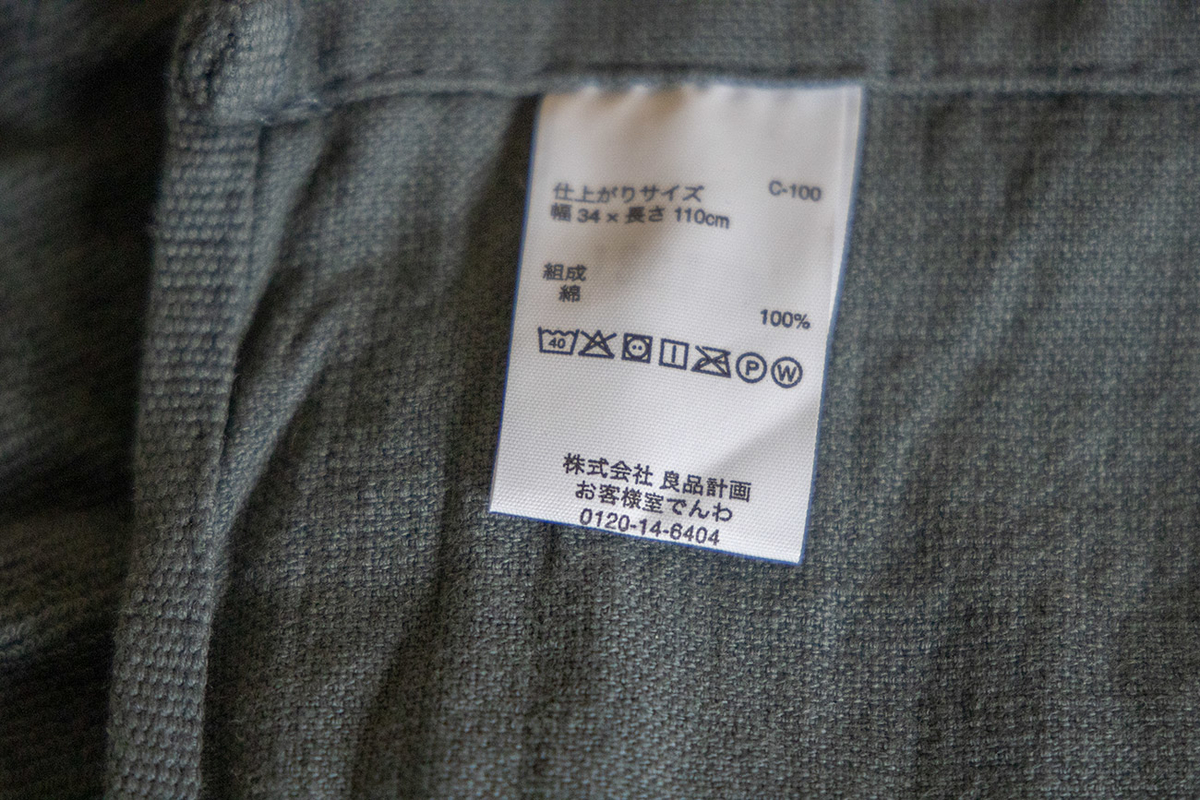 仕上がりサイズ C-100
幅 34 × 長さ 110cm
組成
綿
100%
40 P W
株式会社 良品計画
お客様室でんわ
0120-14-6404